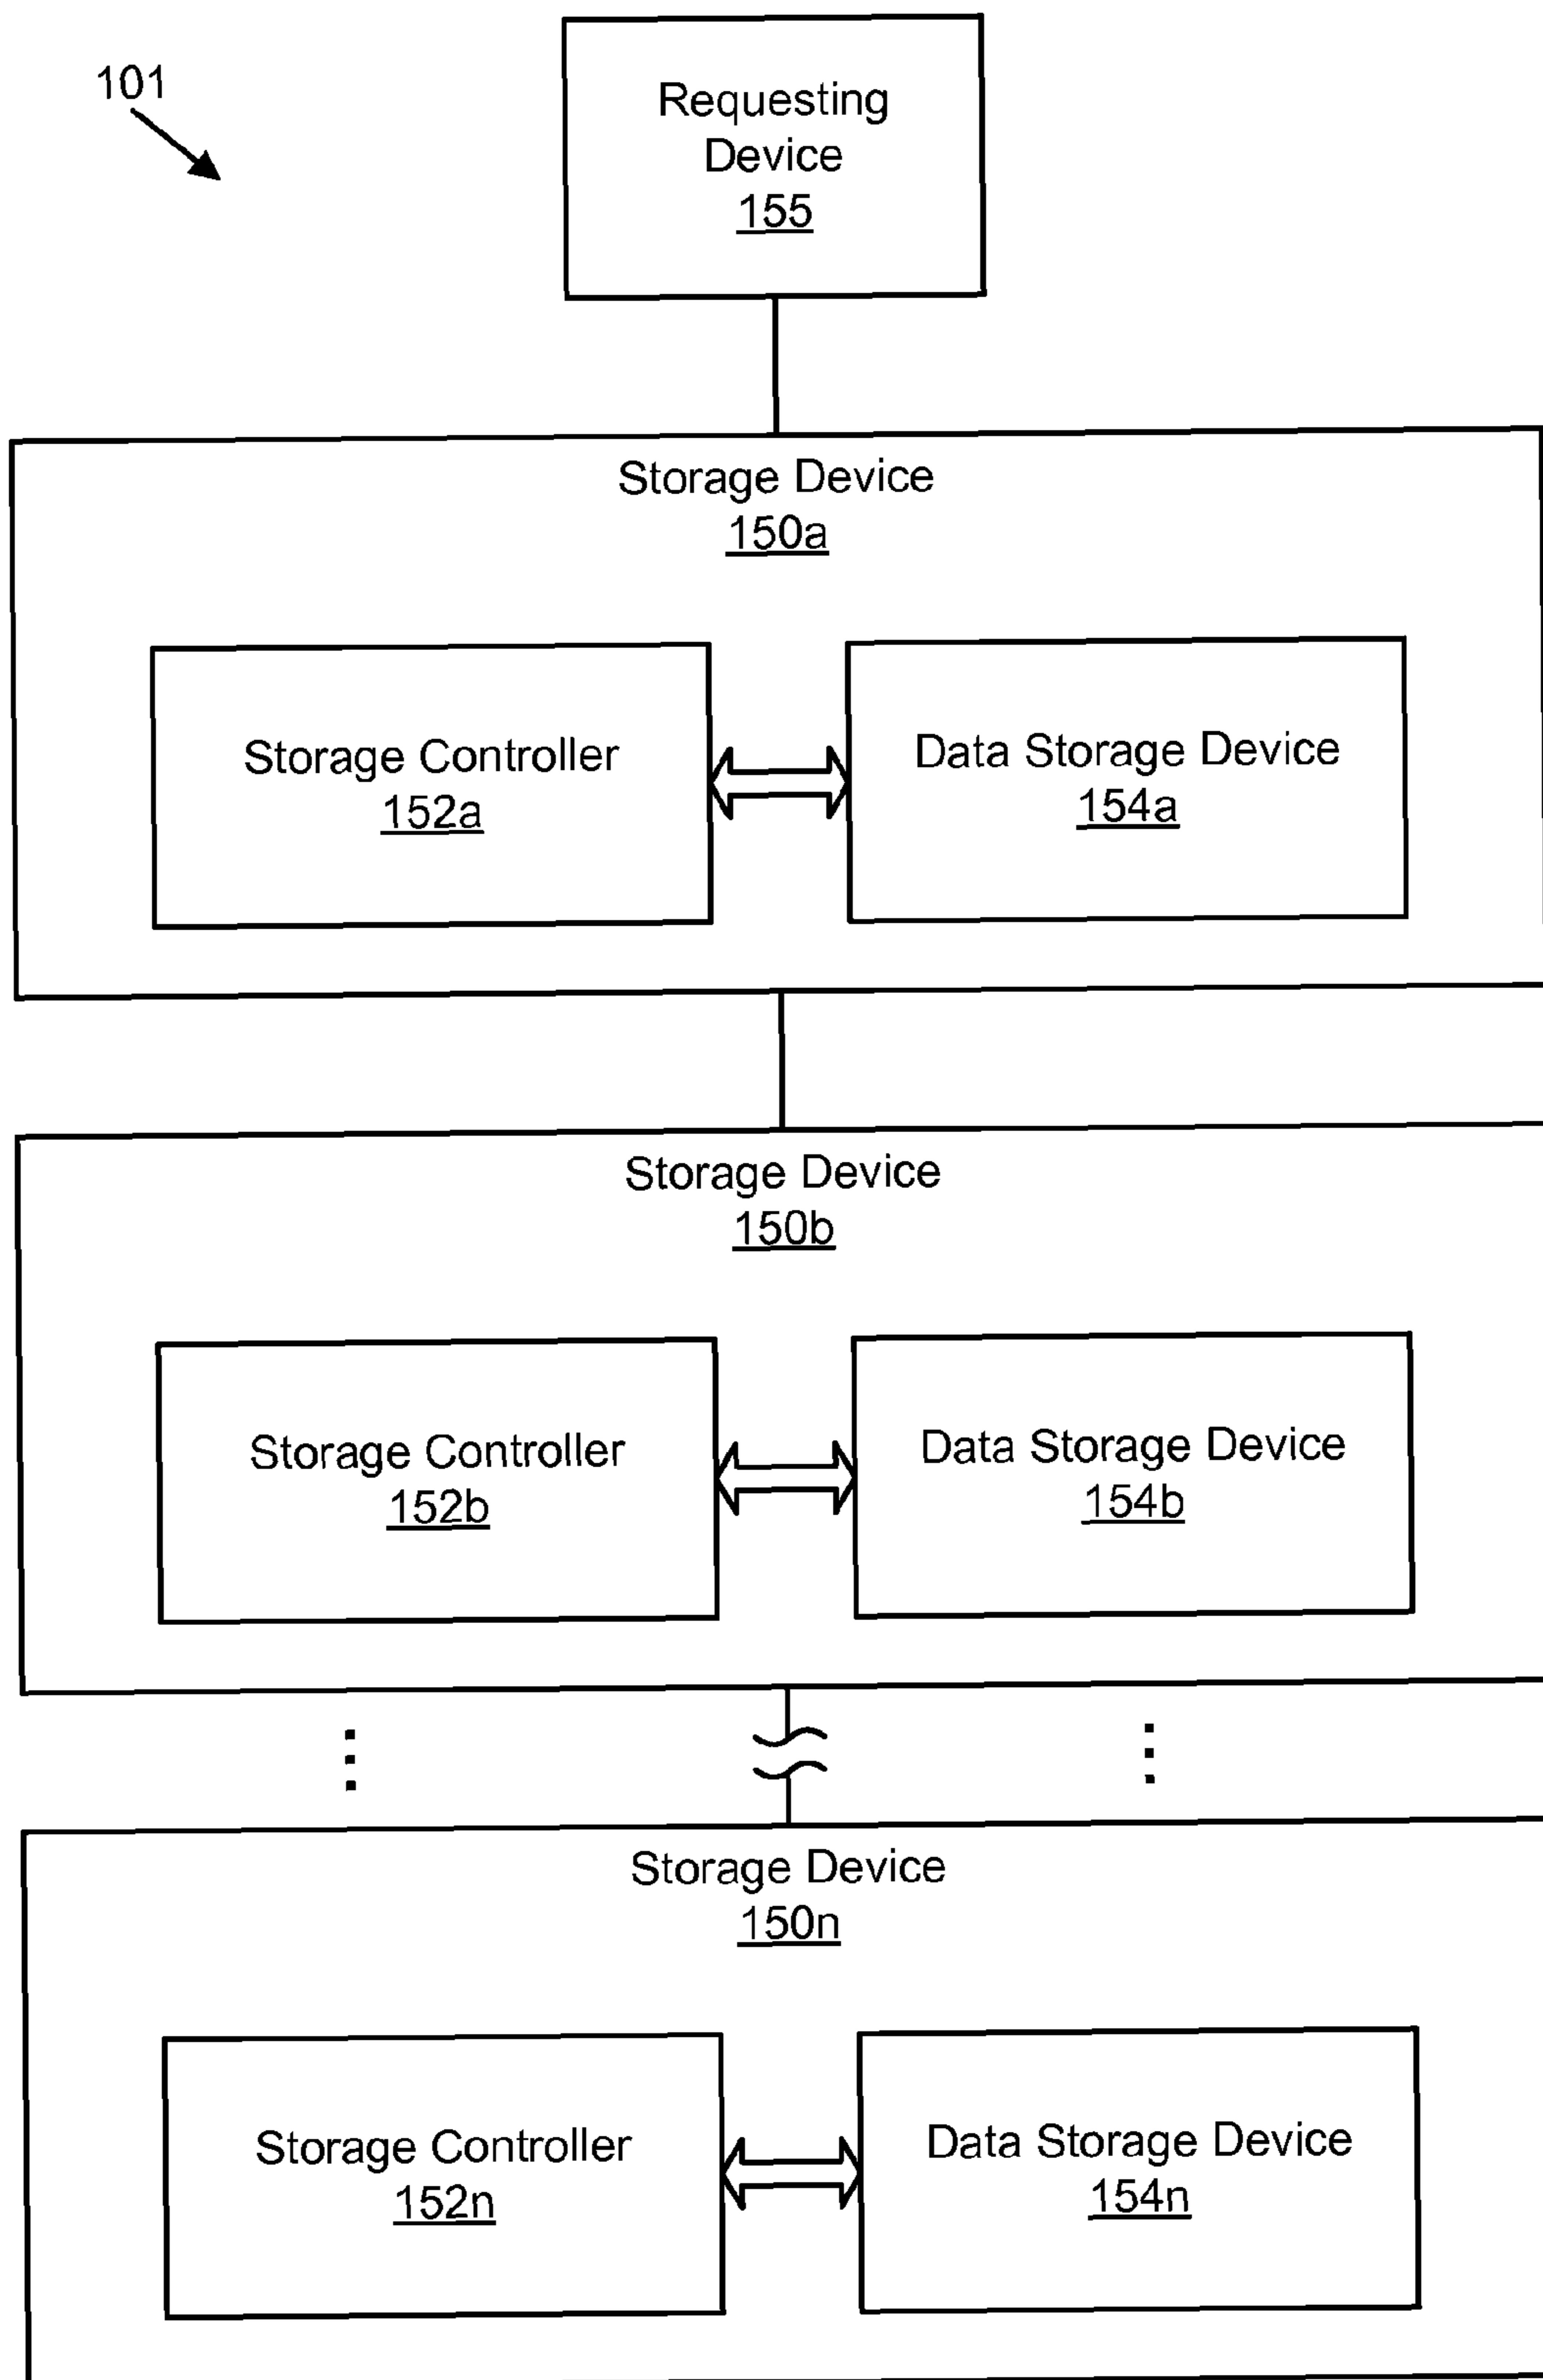 101
Requesting
Device
155
Storage Device
150a
Storage Controller
152a
Data Storage Device
154a
Storage Device
150b
Storage Controller
152b
Data Storage Device
154b
Storage Device
150n
Storage Controller
152n
Data Storage Device
154n